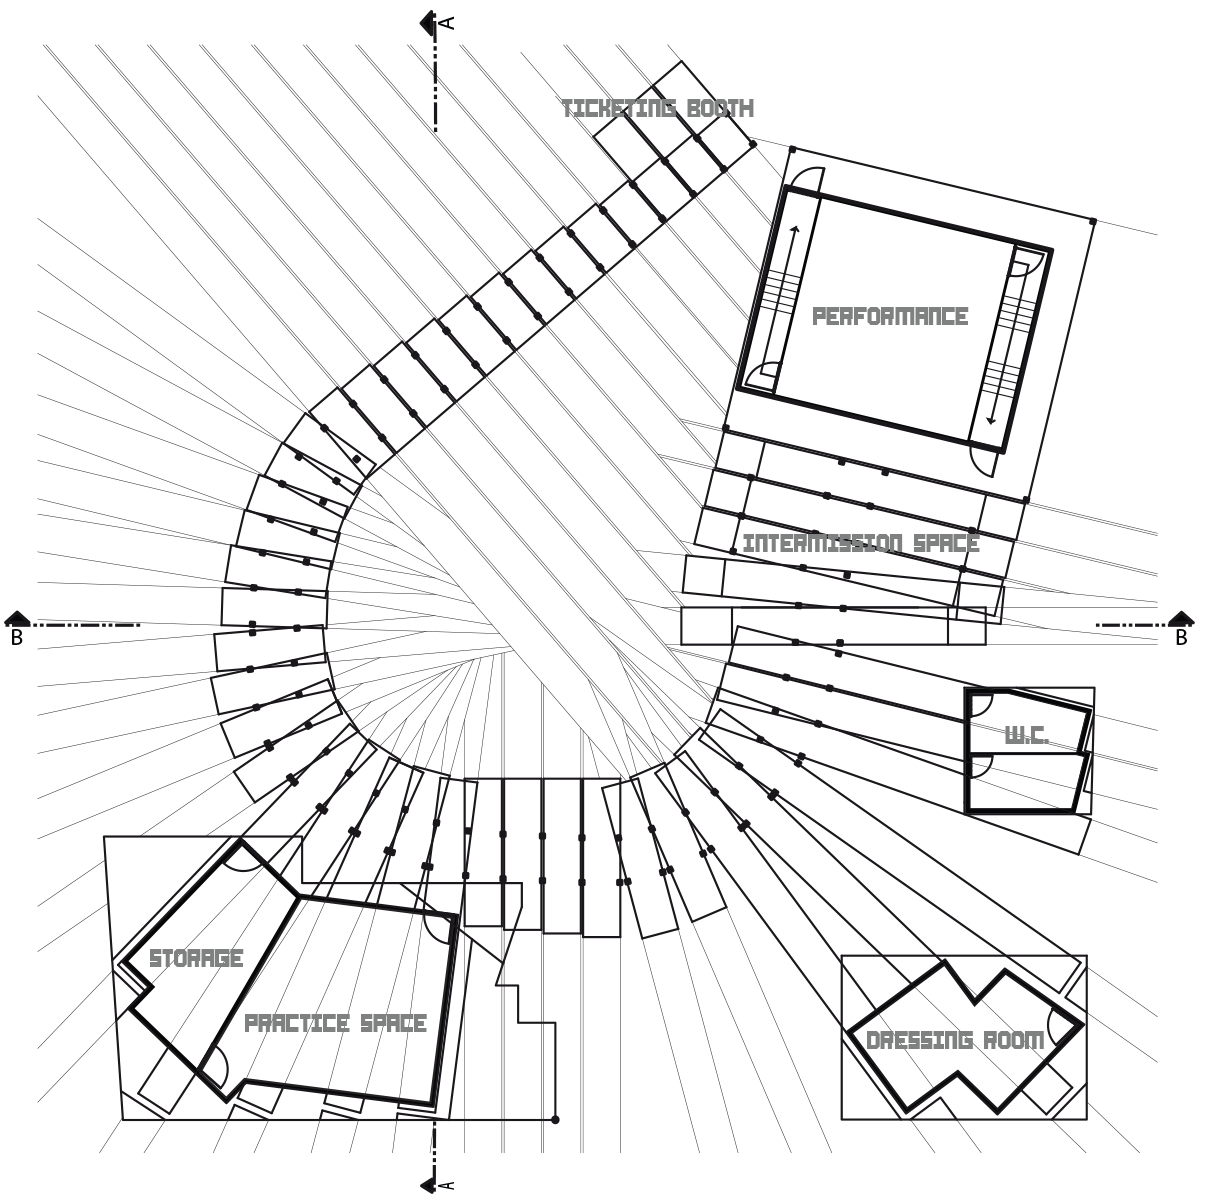 A
TICKETING BOOTH
PERFORMANCE
INTERMISSION SPACE
B
B
W.C.
STORAGE
PRACTICE SPACE
DRESSING ROOM
A